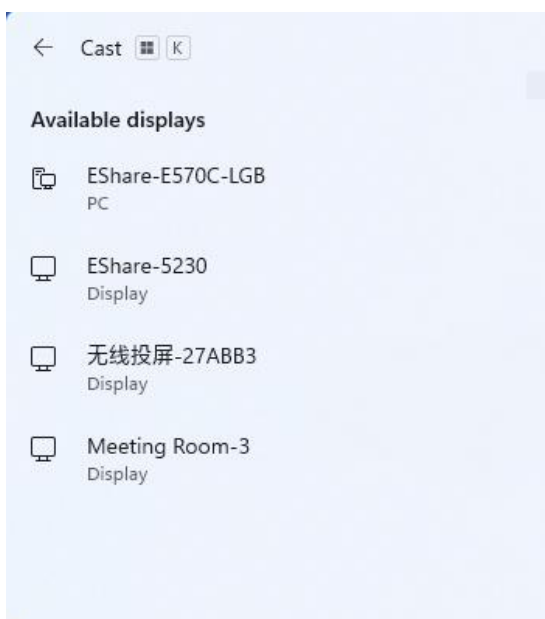 Cast K
Available displays
EShare-E570C-LGB
PC
EShare-5230
Display
无线投屏-27ABB3
Display
Meeting Room-3
Display